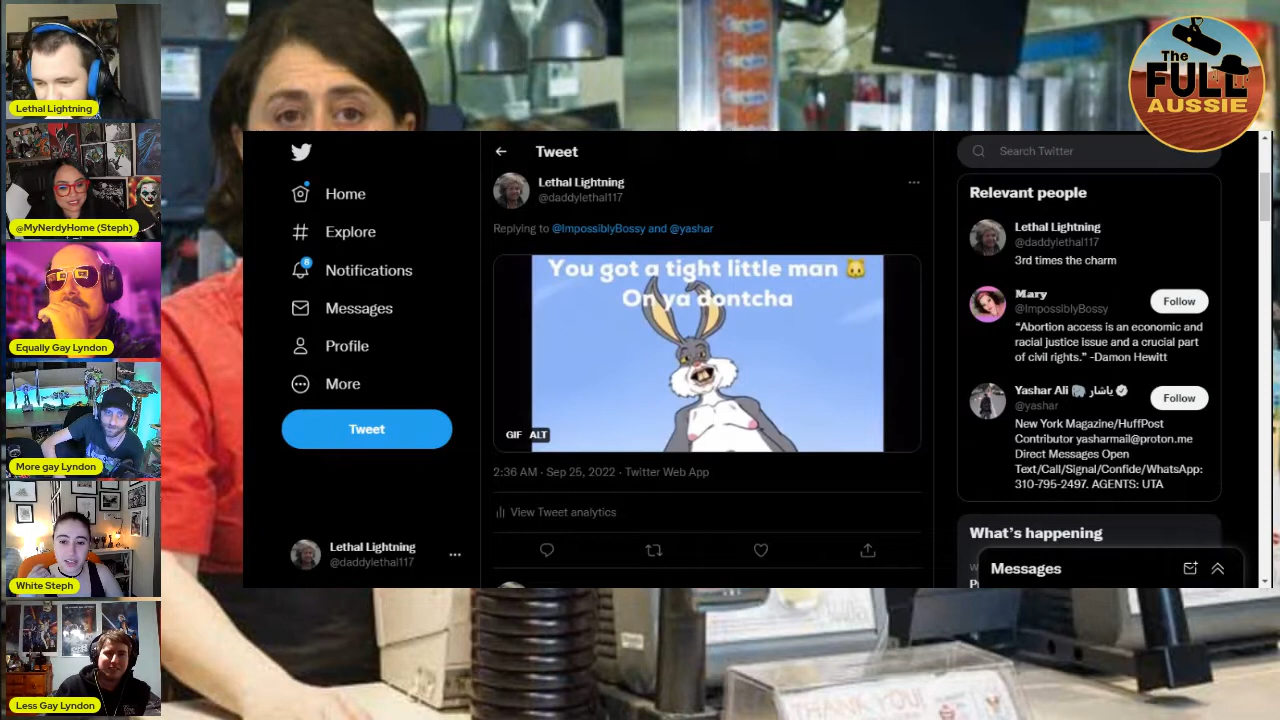 Lethal Lightning
@MyNerdyHome (Steph)
Equally Gay Lyndon
More gay Lyndon
White Steph
Less Gay Lyndon
The
FULL
AUSSIE
Home
Explore
8
Notifications
Messages
Profile
More
Tweet
Lethal Lightning
@daddylethal117
Tweet
Lethal Lightning
@daddylethal117
Replying to @ImpossiblyBossy and @yashar
You got a tight little man 🐱
On ya dontcha
GIF ALT
2:36 AM · Sep 25, 2022 · Twitter Web App
View Tweet analytics
Search Twitter
Relevant people
Lethal Lightning
@daddylethal117
3rd times the charm
Mary
@ImpossiblyBossy
Follow
“Abortion access is an economic and
racial justice issue and a crucial part
of civil rights.” -Damon Hewitt
Yashar Ali 🐘 یاشار
@yashar
Follow
New York Magazine/HuffPost
Contributor yasharmail@proton.me
Direct Messages Open
Text/Call/Signal/Confide/WhatsApp:
310-795-2497. AGENTS: UTA
What’s happening
Messages
THANK YOU!